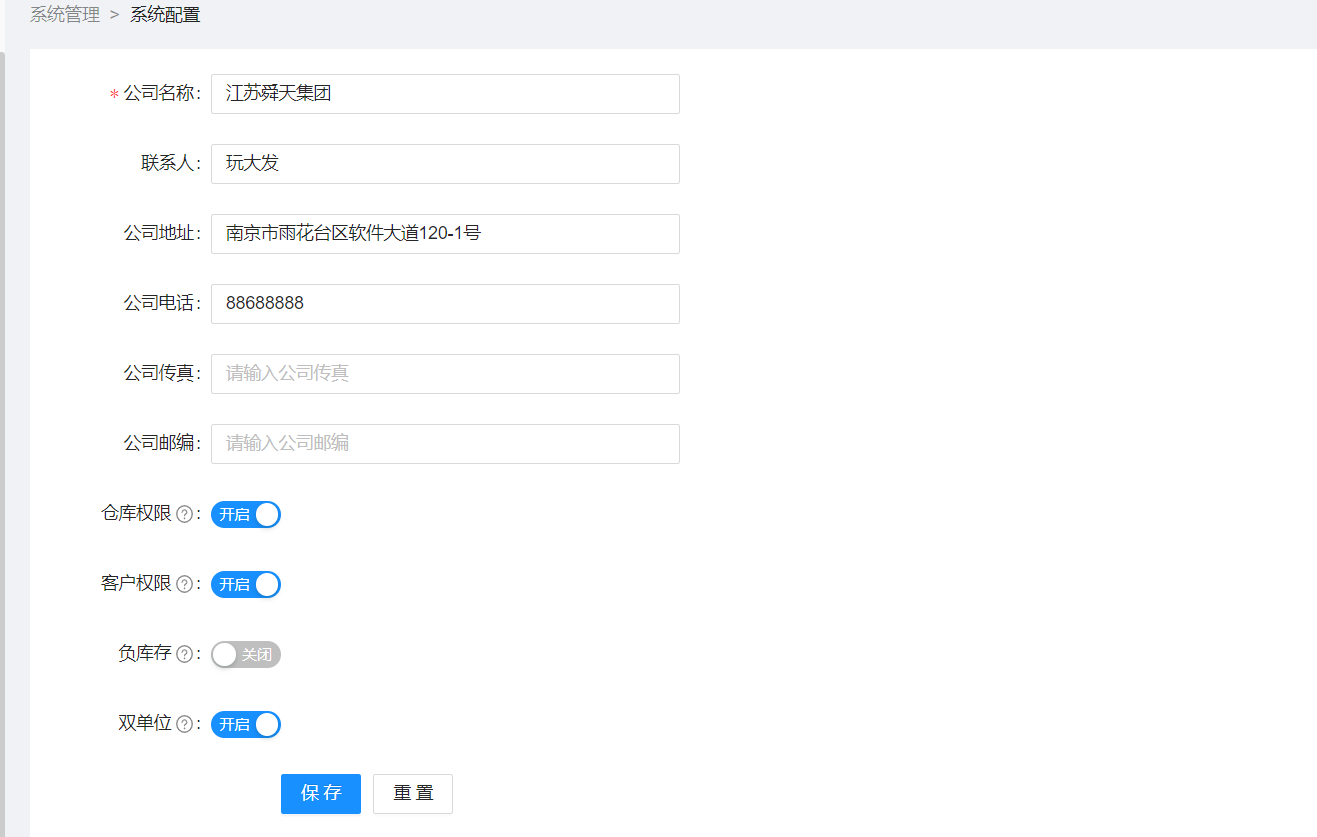 系统管理 > 系统配置
* 公司名称: 江苏舜天集团
联系人: 玩大发
公司地址: 南京市雨花台区软件大道120-1号
公司电话: 88688888
公司传真: 请输入公司传真
公司邮编: 请输入公司邮编
仓库权限?: 开启
客户权限?: 开启
负库存?: 关闭
双单位?: 开启
保 存 重 置